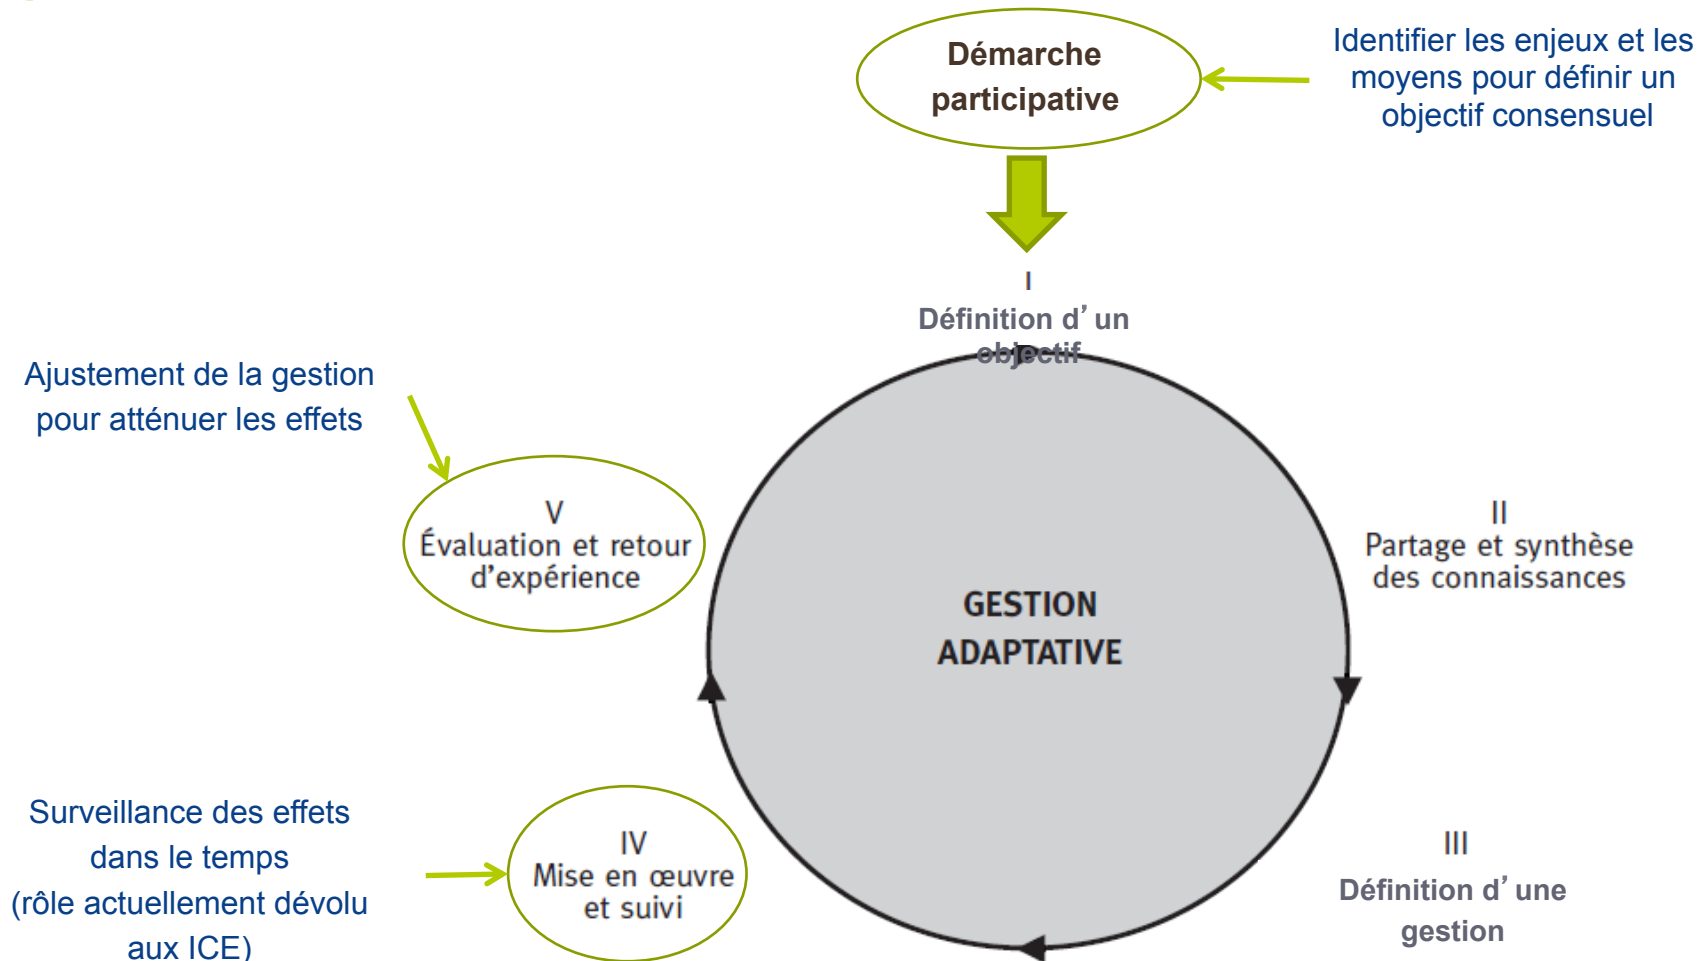 Démarche
participative
Identifier les enjeux et les
moyens pour définir un
objectif consensuel
I
Définition d’ un
objectif
Ajustement de la gestion
pour atténuer les effets
V
Évaluation et retour
d’expérience
II
Partage et synthèse
des connaissances
GESTION
ADAPTATIVE
Surveillance des effets
dans le temps
(rôle actuellement dévolu
aux ICE)
IV
Mise en œuvre
et suivi
III
Définition d’ une
gestion